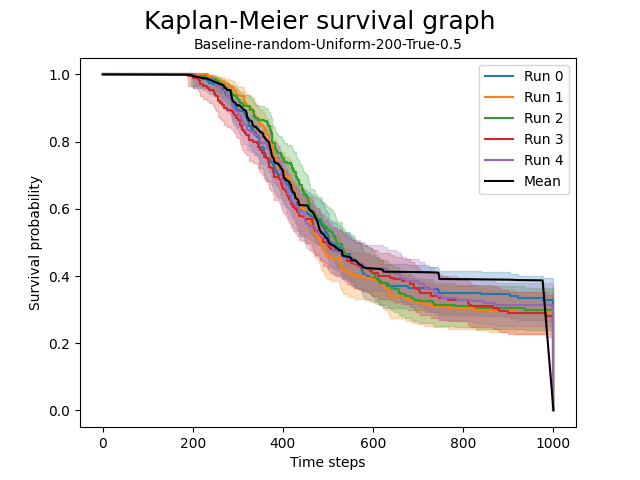 Kaplan-Meier survival graph
Baseline-random-Uniform-200-True-0.5
Survival probability
1.0
0.8
0.6
0.4
0.2
0.0
Run 0
Run 1
Run 2
Run 3
Run 4
Mean
0 200 400 600 800 1000
Time steps